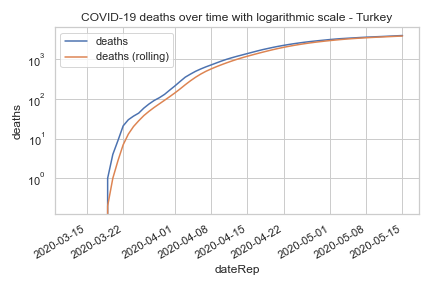 COVID-19 deaths over time with logarithmic scale - Turkey
deaths
deaths (rolling)
10³
10²
10¹
10⁰
deaths
2020-03-15
2020-03-22
2020-04-01
2020-04-08
2020-04-15
2020-04-22
2020-05-01
2020-05-08
2020-05-15
dateRep